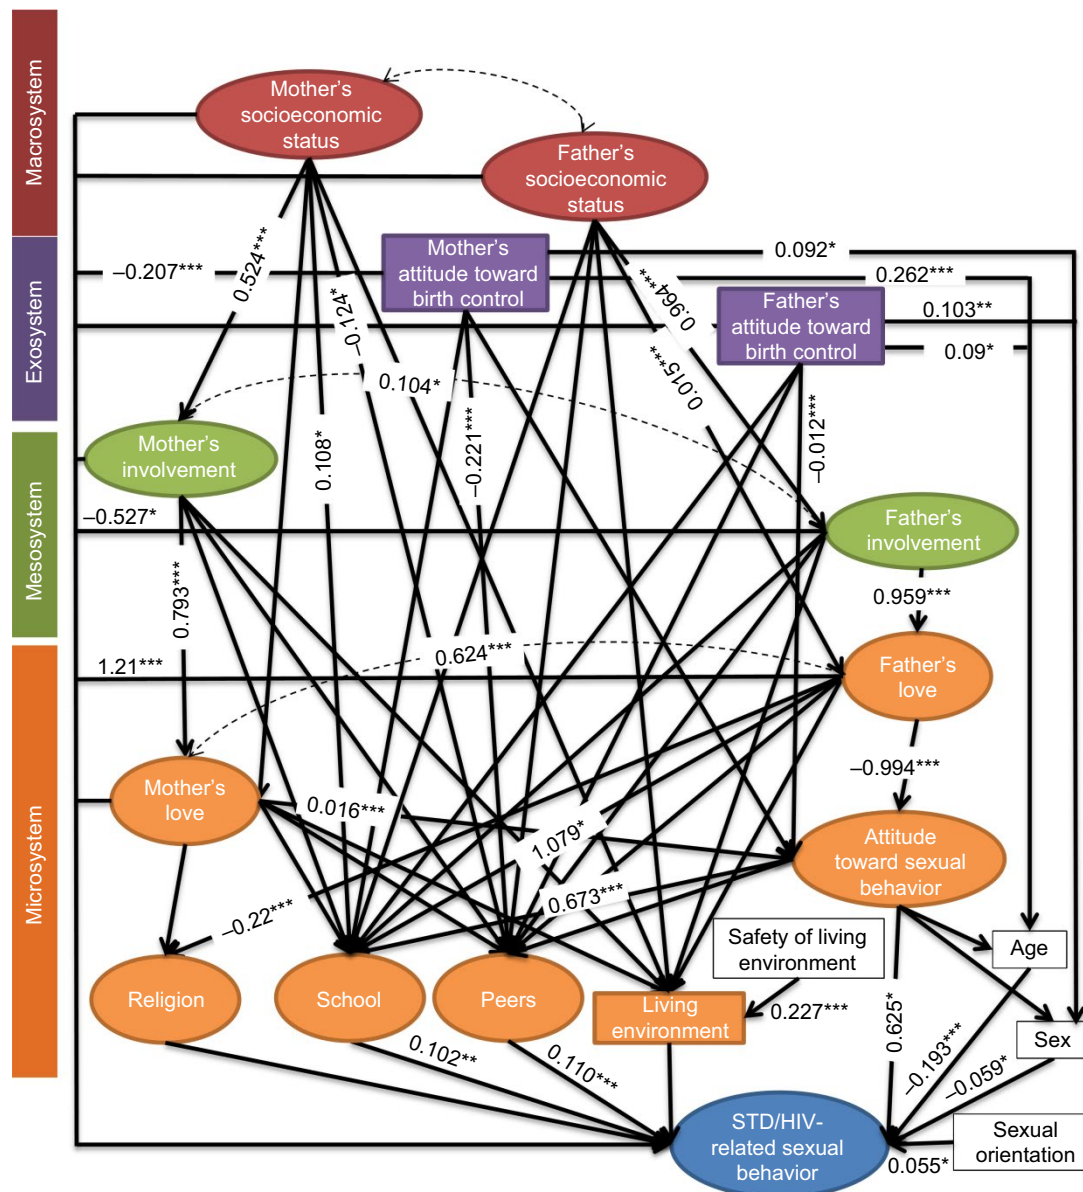 Macrosystem
Exosystem
Mesosystem
Microsystem
Mother's
socioeconomic
status
Father's
socioeconomic
status
Mother's
attitude toward
birth control
Father's
attitude toward
birth control
0.092*
0.262***
0.103**
0.09*
–0.207***
0.524***
–0.124*
0.964***
0.015***
0.104*
0.108*
–0.221***
–0.012***
Mother's
involvement
Father's
involvement
–0.527*
0.793***
0.959***
1.21***
0.624***
Father's
love
–0.994***
Mother's
love
0.016***
1.079*
Attitude
toward sexual
behavior
–0.22***
0.673***
Safety of living
environment
Age
Religion
School
Peers
Living
environment
0.227***
0.625*
Sex
0.102**
0.110***
–0.193***
–0.059*
STD/HIV-
related sexual
behavior
Sexual
orientation
0.055*